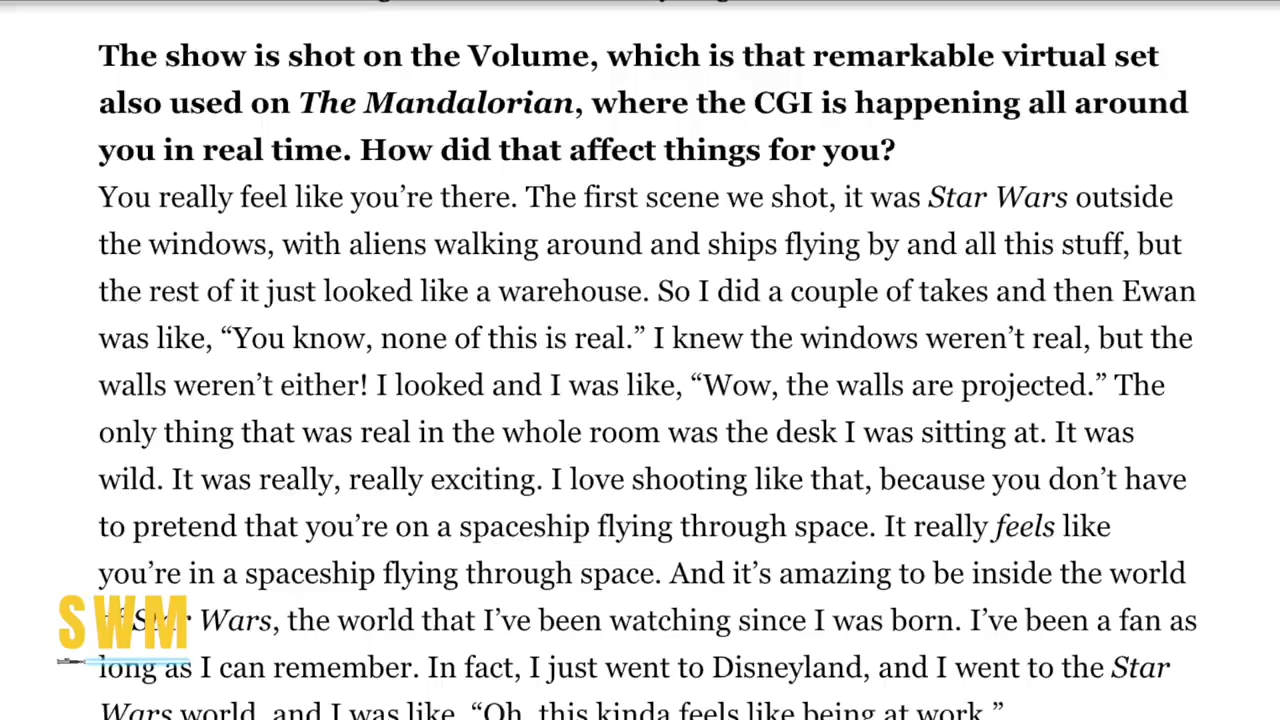 The show is shot on the Volume, which is that remarkable virtual set
also used on The Mandalorian, where the CGI is happening all around
you in real time. How did that affect things for you?
You really feel like you’re there. The first scene we shot, it was Star Wars outside
the windows, with aliens walking around and ships flying by and all this stuff, but
the rest of it just looked like a warehouse. So I did a couple of takes and then Ewan
was like, “You know, none of this is real.” I knew the windows weren’t real, but the
walls weren’t either! I looked and I was like, “Wow, the walls are projected.” The
only thing that was real in the whole room was the desk I was sitting at. It was
wild. It was really, really exciting. I love shooting like that, because you don’t have
to pretend that you’re on a spaceship flying through space. It really feels like
you’re in a spaceship flying through space. And it’s amazing to be inside the world
of Star Wars, the world that I’ve been watching since I was born. I’ve been a fan as
SWM
long as I can remember. In fact, I just went to Disneyland, and I went to the Star
Wars world, and I was like, “Oh, this kinda feels like being at work.”